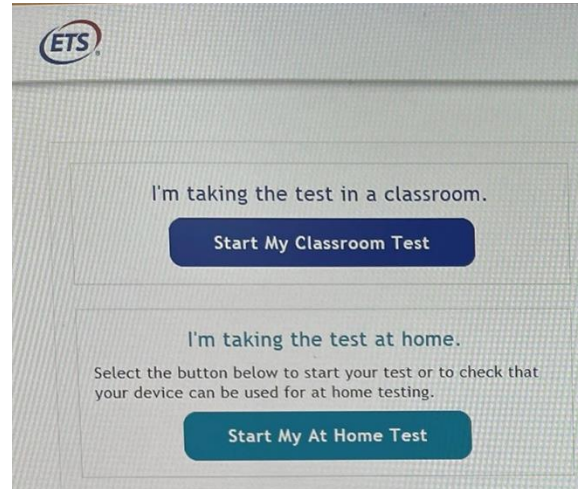 ETS
I'm taking the test in a classroom.
Start My Classroom Test
I'm taking the test at home.
Select the button below to start your test or to check that
your device can be used for at home testing.
Start My At Home Test